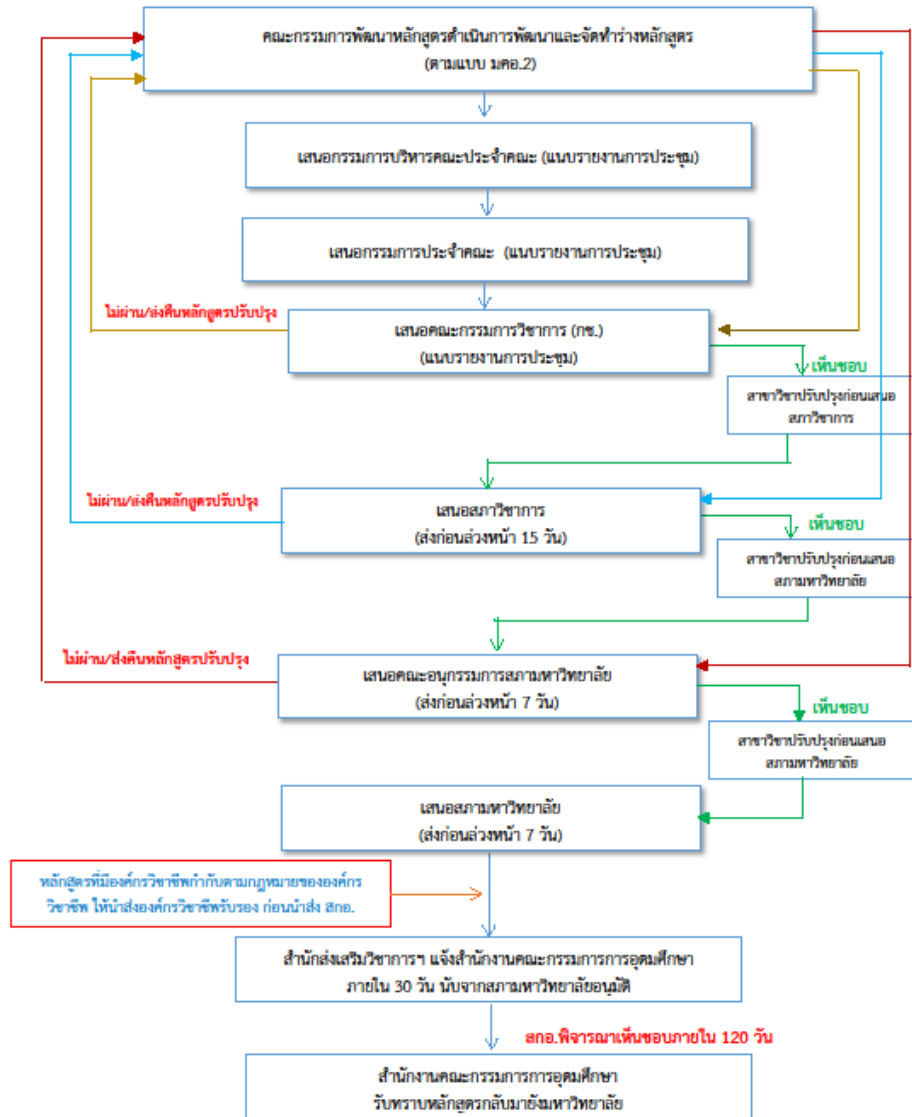 คณะกรรมการพัฒนาหลักสูตรดำเนินการพัฒนาและจัดทำร่างหลักสูตร
(ตามแบบ มคอ.2)
เสนอกรรมการบริหารคณะประจำคณะ (แนบรายงานการประชุม)
เสนอกรรมการประจำคณะ (แนบรายงานการประชุม)
ไม่ผ่าน/ส่งคืนหลักสูตรปรับปรุง
เสนอคณะกรรมการวิชาการ (กช.)
(แนบรายงานการประชุม)
เห็นชอบ
สาขาวิชาปรับปรุงก่อนเสนอ
สภาวิชาการ
ไม่ผ่าน/ส่งคืนหลักสูตรปรับปรุง
เสนอสภาวิชาการ
(ส่งก่อนล่วงหน้า 15 วัน)
เห็นชอบ
สาขาวิชาปรับปรุงก่อนเสนอ
สภามหาวิทยาลัย
ไม่ผ่าน/ส่งคืนหลักสูตรปรับปรุง
เสนอคณะอนุกรรมการสภามหาวิทยาลัย
(ส่งก่อนล่วงหน้า 7 วัน)
เห็นชอบ
สาขาวิชาปรับปรุงก่อนเสนอ
สภามหาวิทยาลัย
เสนอสภามหาวิทยาลัย
(ส่งก่อนล่วงหน้า 7 วัน)
หลักสูตรที่มีองค์กรวิชาชีพกำกับตามกฎหมายขององค์กร
วิชาชีพ ให้นำส่งองค์กรวิชาชีพรับรอง ก่อนนำส่ง สกอ.
สำนักส่งเสริมวิชาการฯ แจ้งสำนักงานคณะกรรมการการอุดมศึกษา
ภายใน 30 วัน นับจากสภามหาวิทยาลัยอนุมัติ
สกอ.พิจารณาเห็นชอบภายใน 120 วัน
สำนักงานคณะกรรมการการอุดมศึกษา
รับทราบหลักสูตรกลับมายังมหาวิทยาลัย